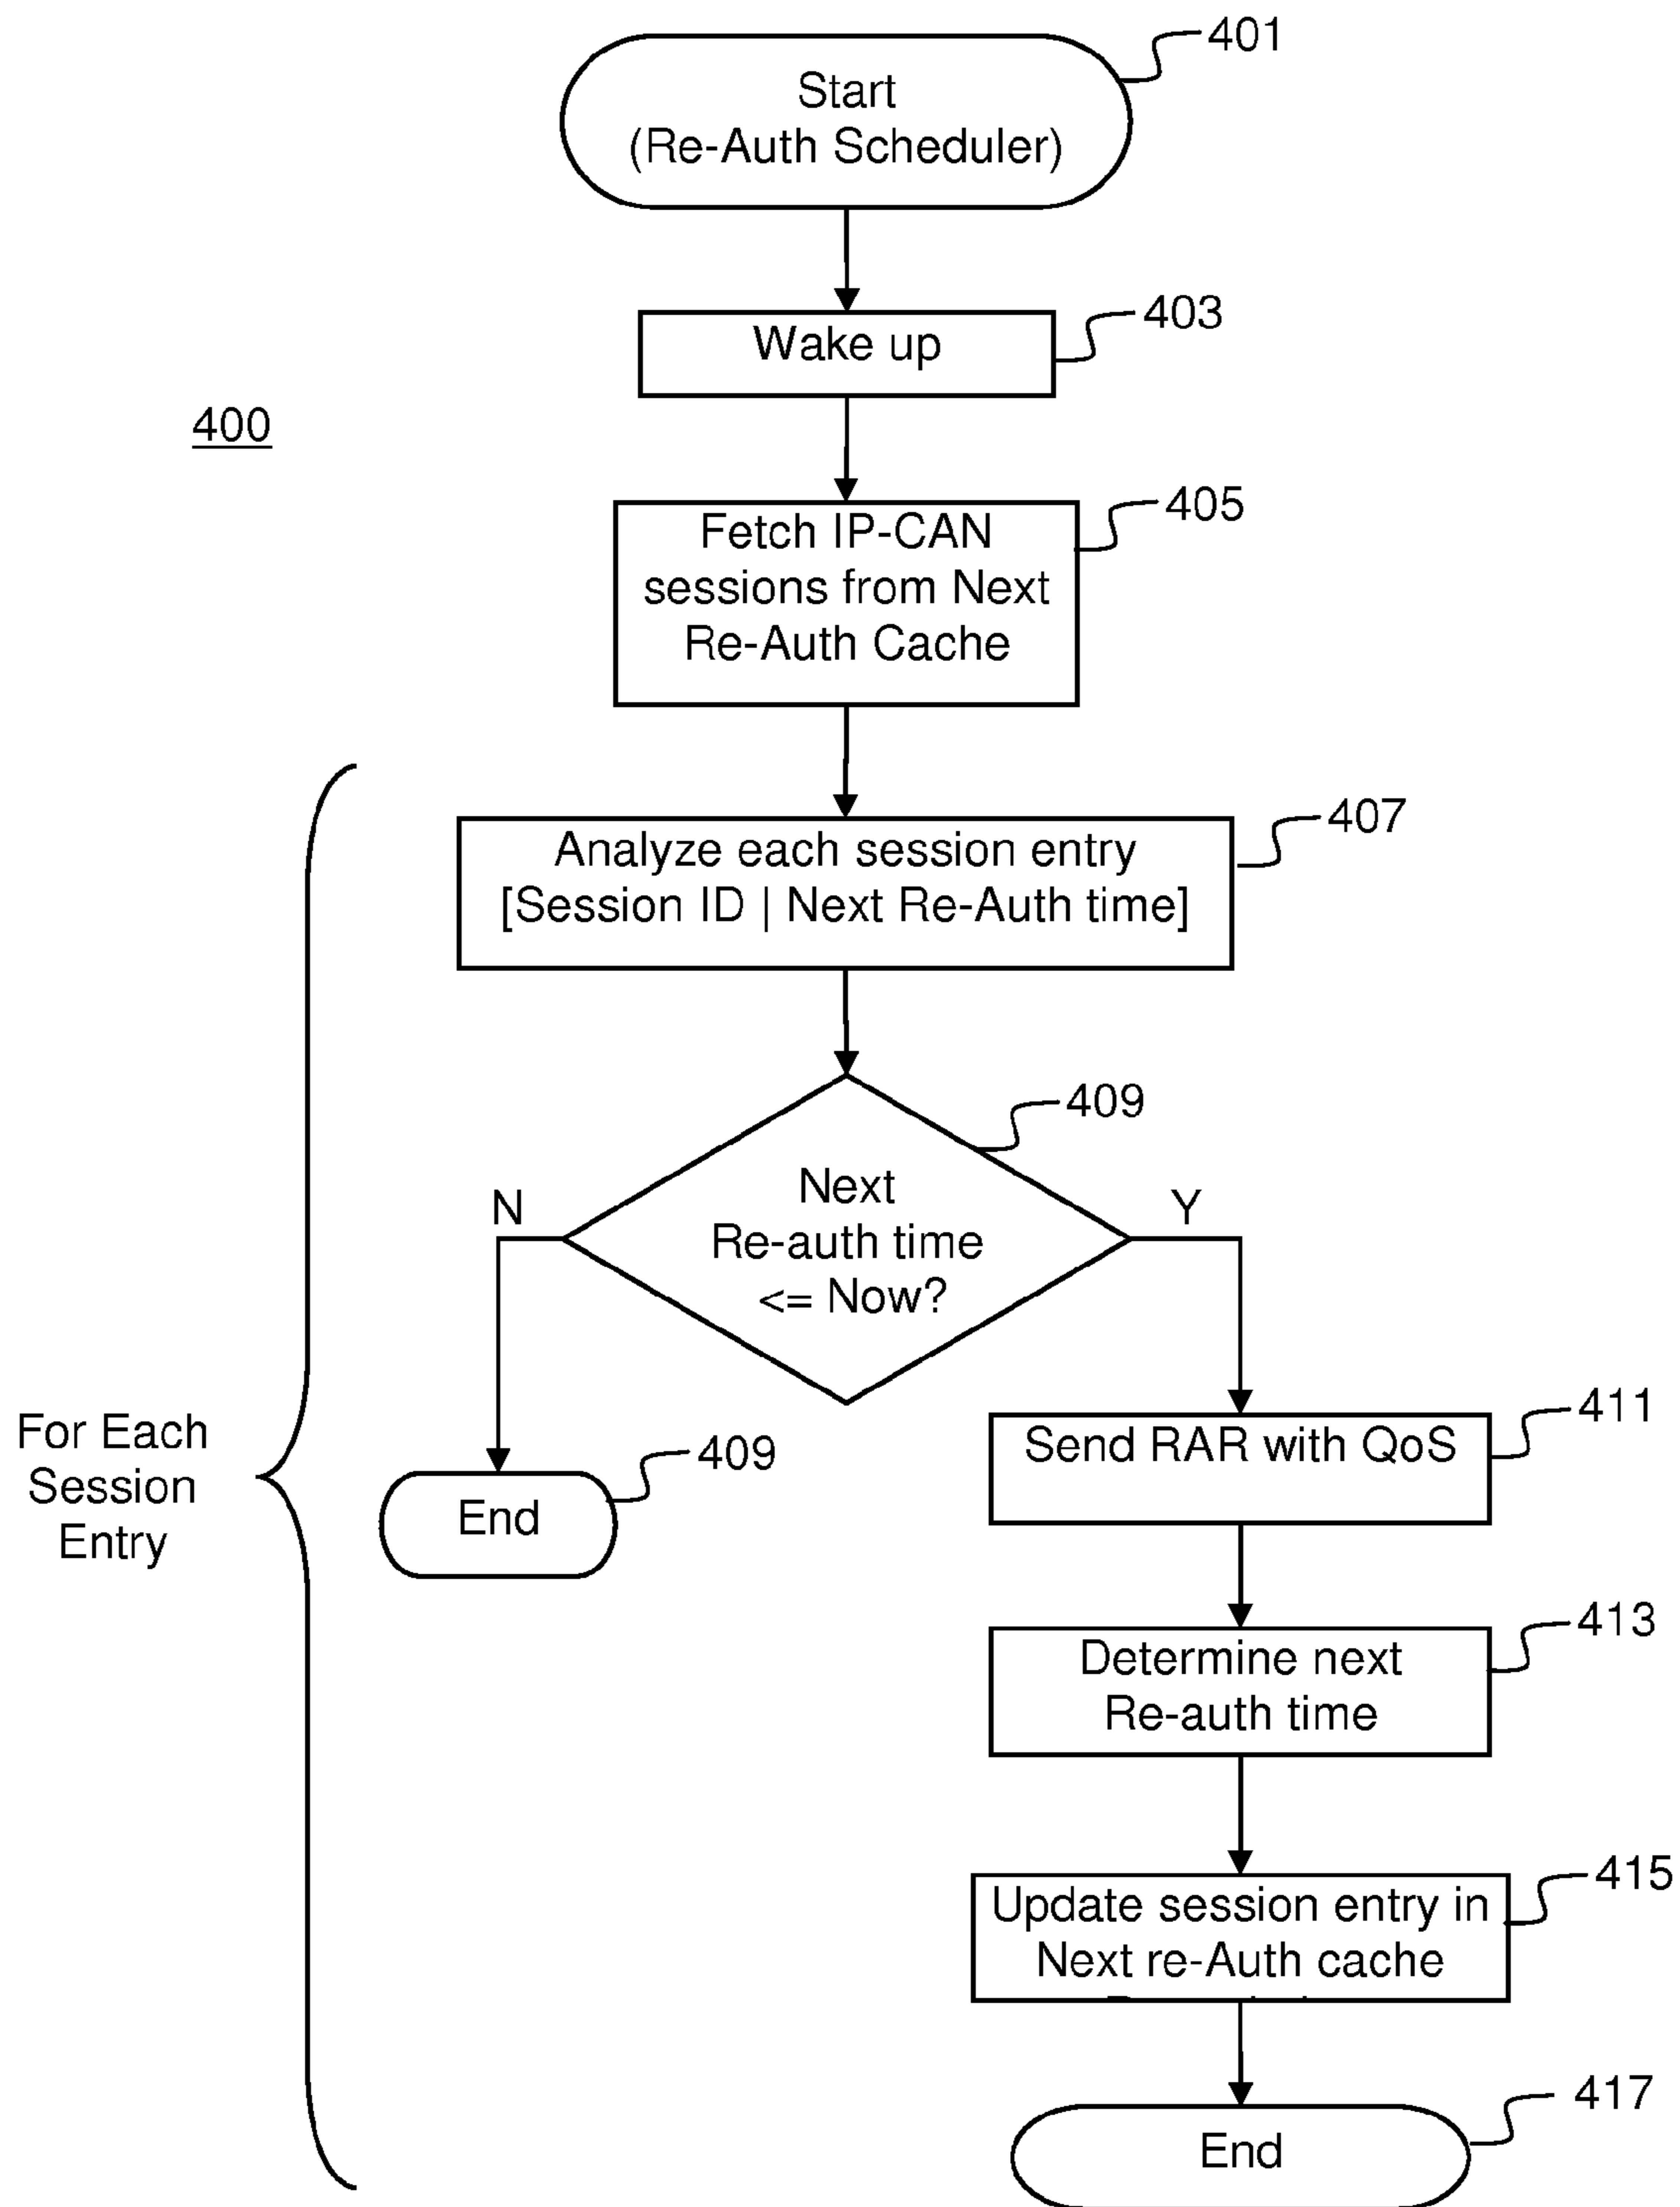 401
Start
(Re-Auth Scheduler)
403
Wake up
400
405
Fetch IP-CAN
sessions from Next
Re-Auth Cache
407
Analyze each session entry
[Session ID | Next Re-Auth time]
409
Next
Re-auth time
<= Now?
N
Y
For Each
Session
Entry
409
End
411
Send RAR with QoS
413
Determine next
Re-auth time
415
Update session entry in
Next re-Auth cache
417
End